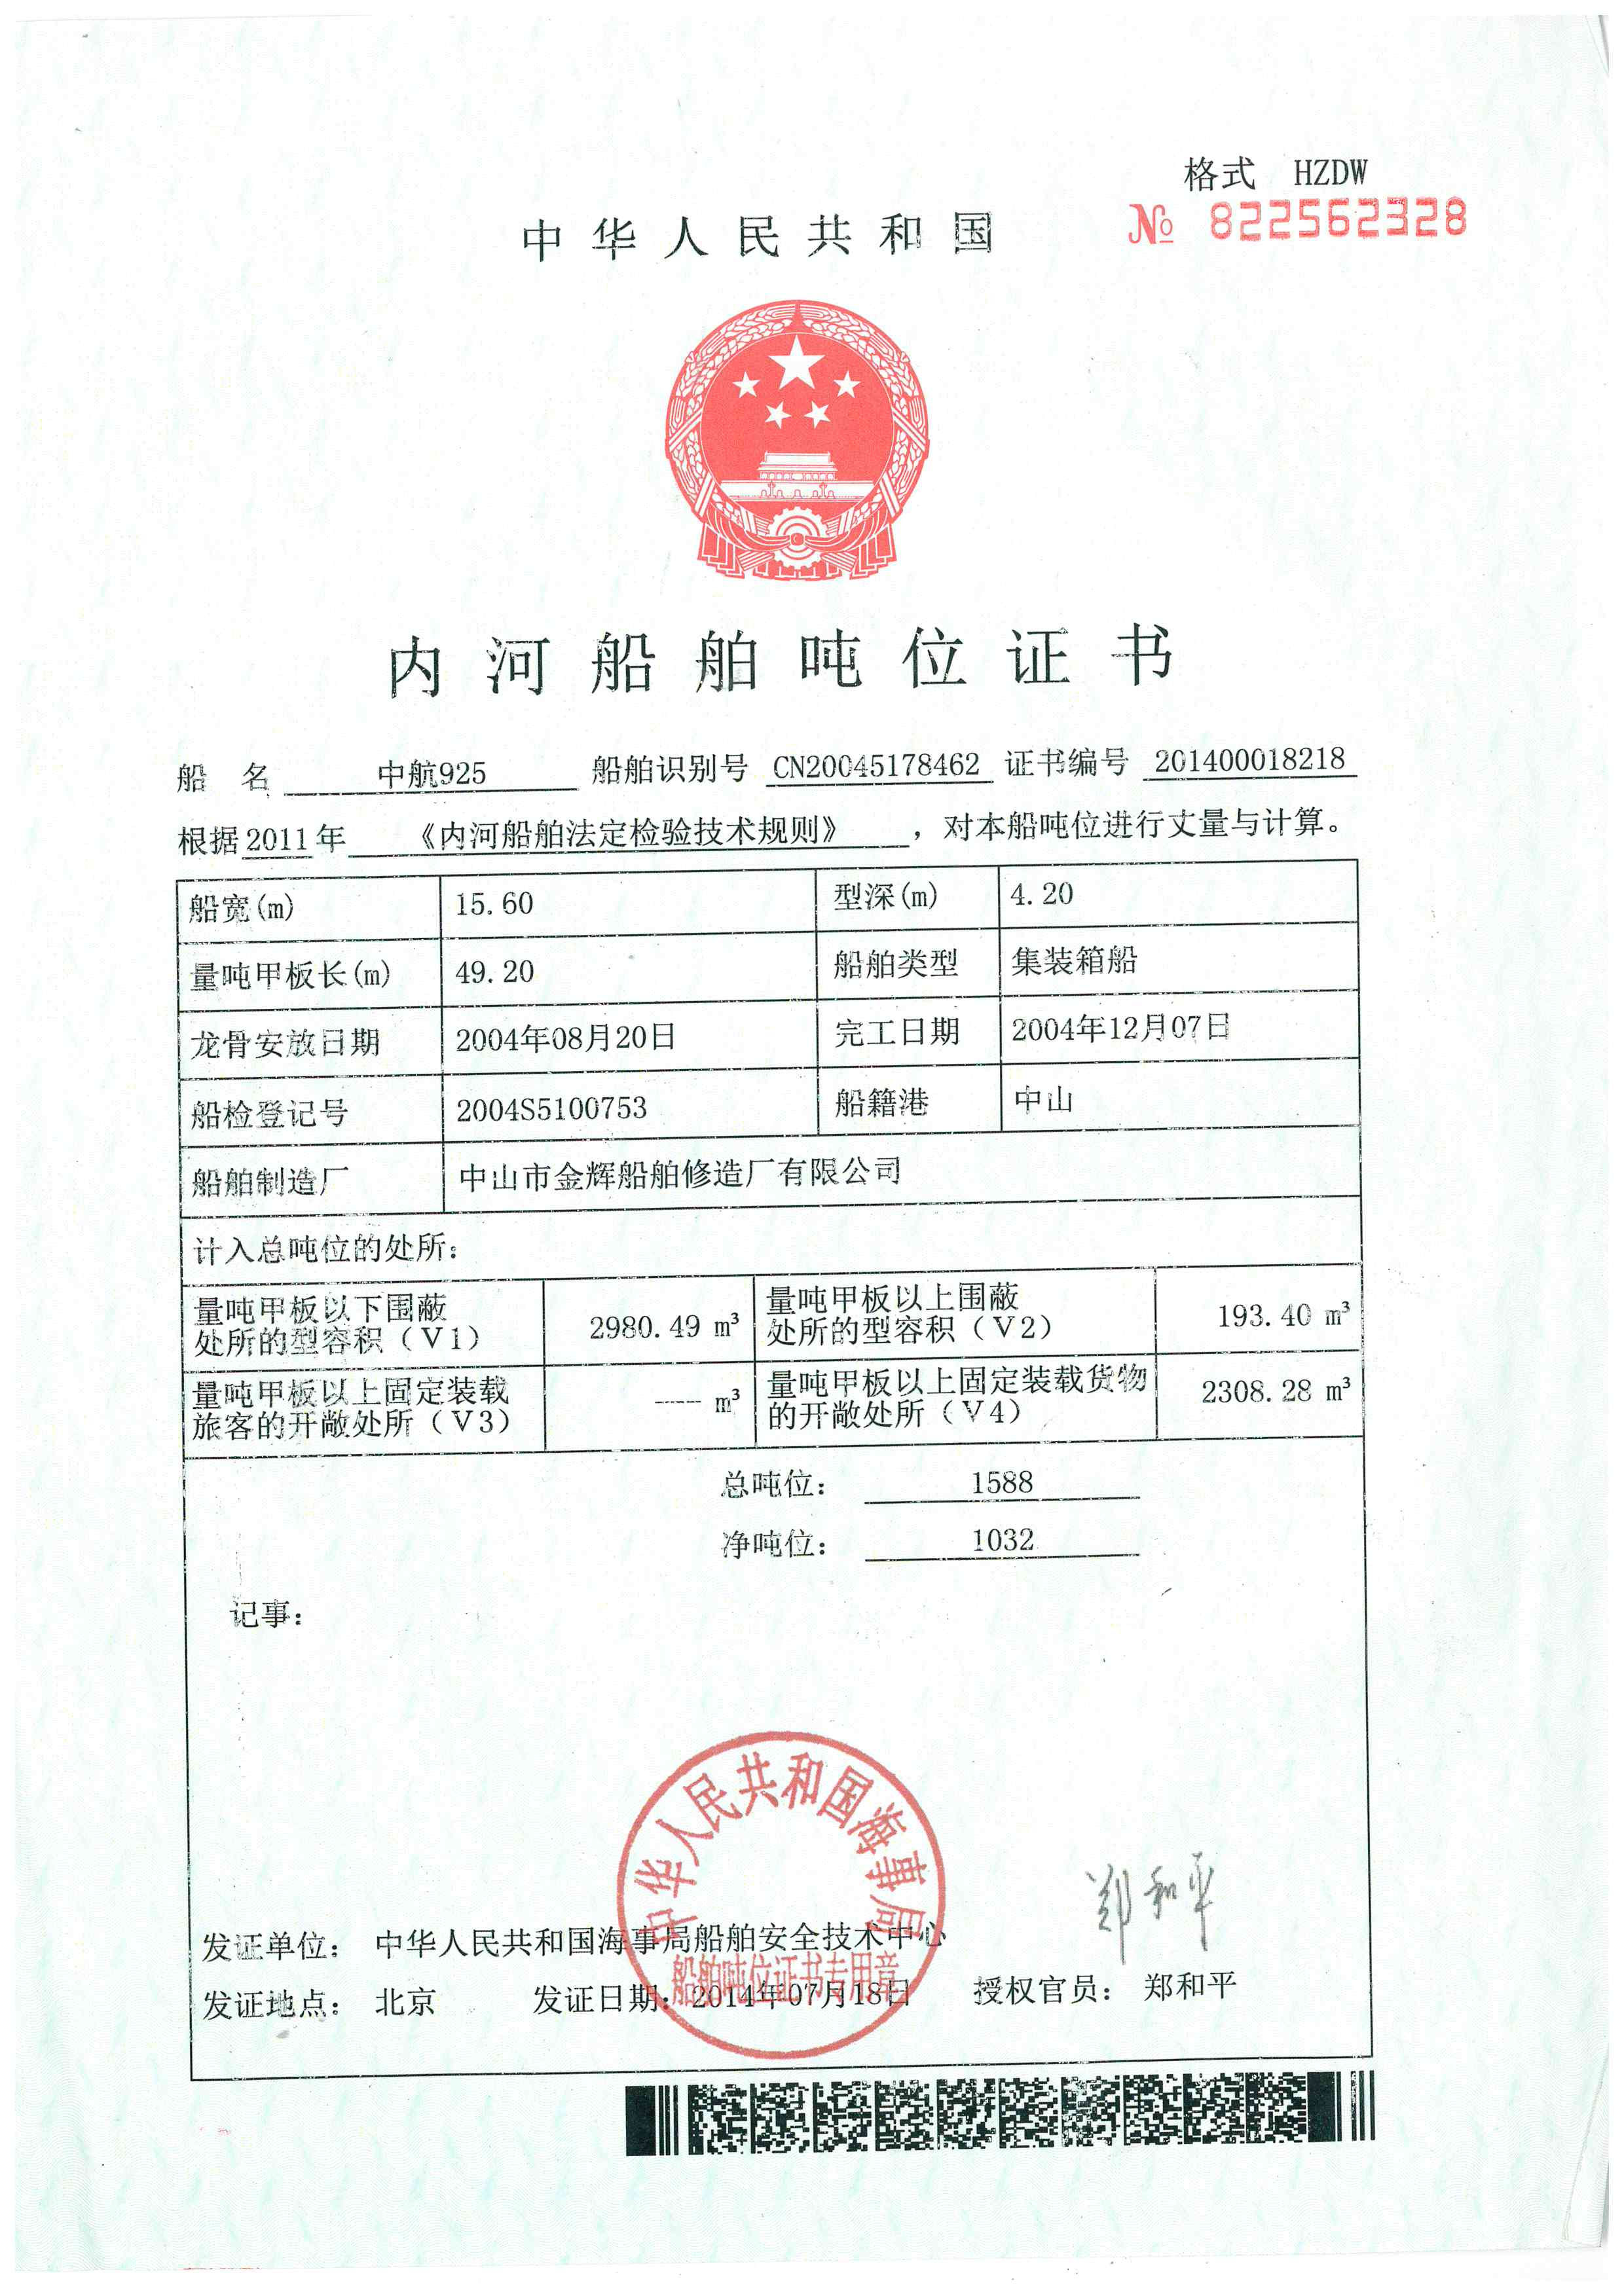 格式 HZDW
№ 822562328
中华人民共和国
内河船舶吨位证书
船 名 中航925 船舶识别号 CN20045178462 证书编号 201400018218
根据2011年 《内河船舶法定检验技术规则》 ，对本船吨位进行丈量与计算。
船宽(m) 15.60 型深(m) 4.20
量吨甲板长(m) 49.20 船舶类型 集装箱船
龙骨安放日期 2004年08月20日 完工日期 2004年12月07日
船检登记号 2004S5100753 船籍港 中山
船舶制造厂 中山市金辉船舶修造厂有限公司
计入总吨位的处所：
量吨甲板以下围蔽
处所的型容积（V1） 2980.49 m³
量吨甲板以上围蔽
处所的型容积（V2） 193.40 m³
量吨甲板以上固定装载
旅客的开敞处所（V3） ---- m³
量吨甲板以上固定装载货物
的开敞处所（V4） 2308.28 m³
总吨位： 1588
净吨位： 1032
记事：
中华人民共和国海事局
船舶吨位证书专用章
郑和平
发证单位： 中华人民共和国海事局船舶安全技术中心
发证地点： 北京 发证日期：2014年07月18日 授权官员： 郑和平